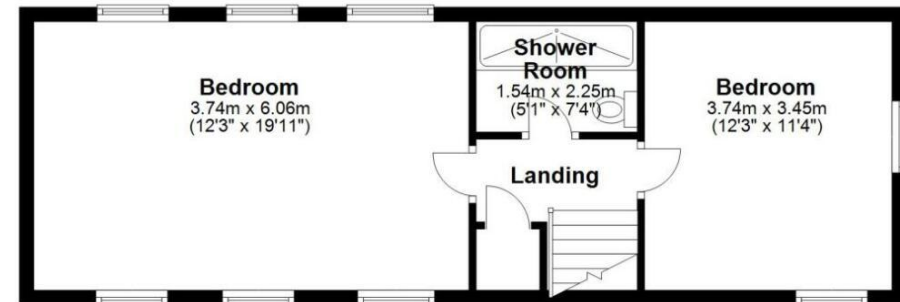 Bedroom
3.74m x 6.06m
(12'3" x 19'11")
Shower
Room
1.54m x 2.25m
(5'1" x 7'4")
Bedroom
3.74m x 3.45m
(12'3" x 11'4")
Landing